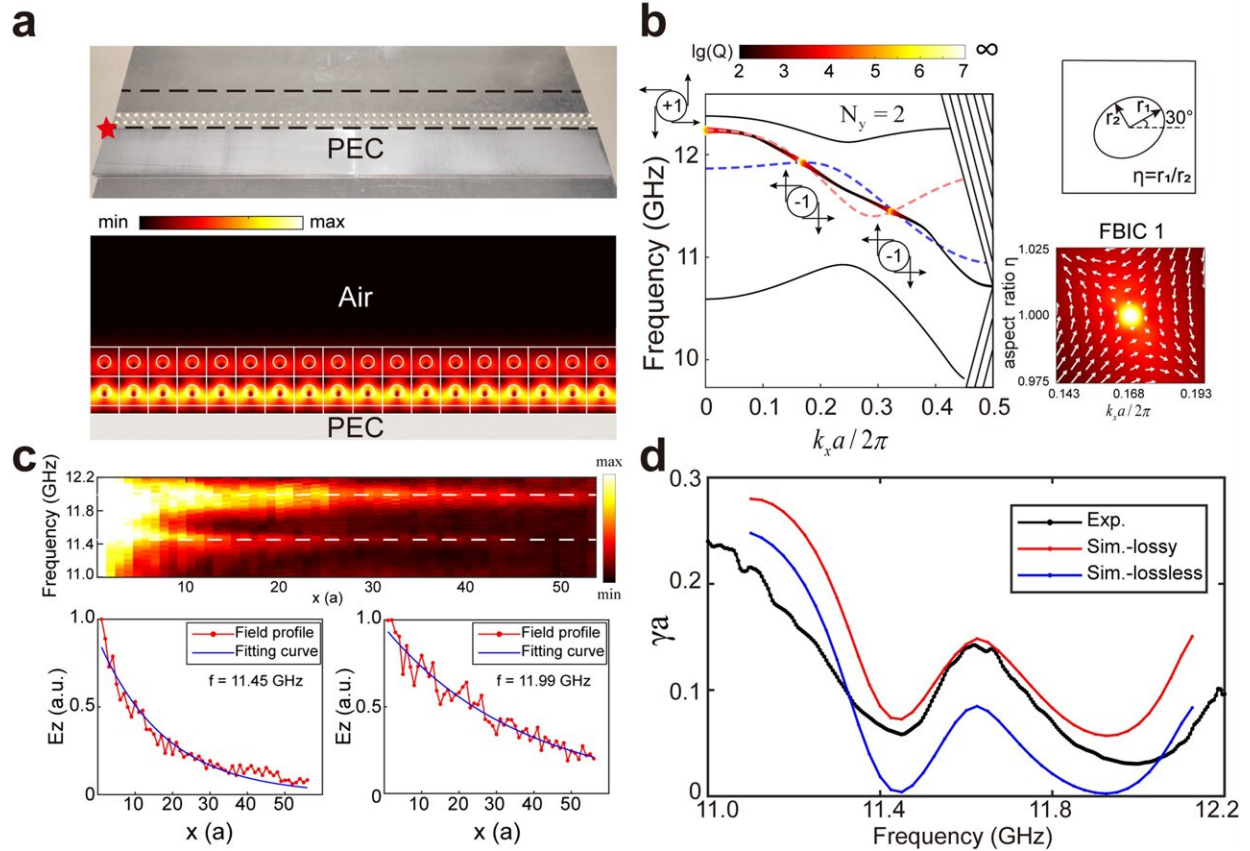 a
PEC
min
max
Air
PEC
b
lg(Q)
2
3
4
5
6
7
∞
+1
N_y = 2
-1
-1
Frequency (GHz)
12
11
10
0
0.1
0.2
0.3
0.4
0.5
k_x a / 2π
r₁
r₂
30°
η=r₁/r₂
FBIC 1
aspect ratio η
1.025
1.000
0.975
0.143
0.168
0.193
k_x a / 2π
c
Frequency (GHz)
12.2
11.4
11.0
10
20
30
40
50
x (a)
max
min
Ez (a.u.)
1.0
0.5
0
Field profile
Fitting curve
f = 11.45 GHz
10
20
30
40
50
x (a)
Ez (a.u.)
1.0
0.5
0
Field profile
Fitting curve
f = 11.99 GHz
10
20
30
40
50
x (a)
d
γa
0.3
0.2
0.1
0
Exp.
Sim.-lossy
Sim.-lossless
11.0
11.4
11.8
12.2
Frequency (GHz)